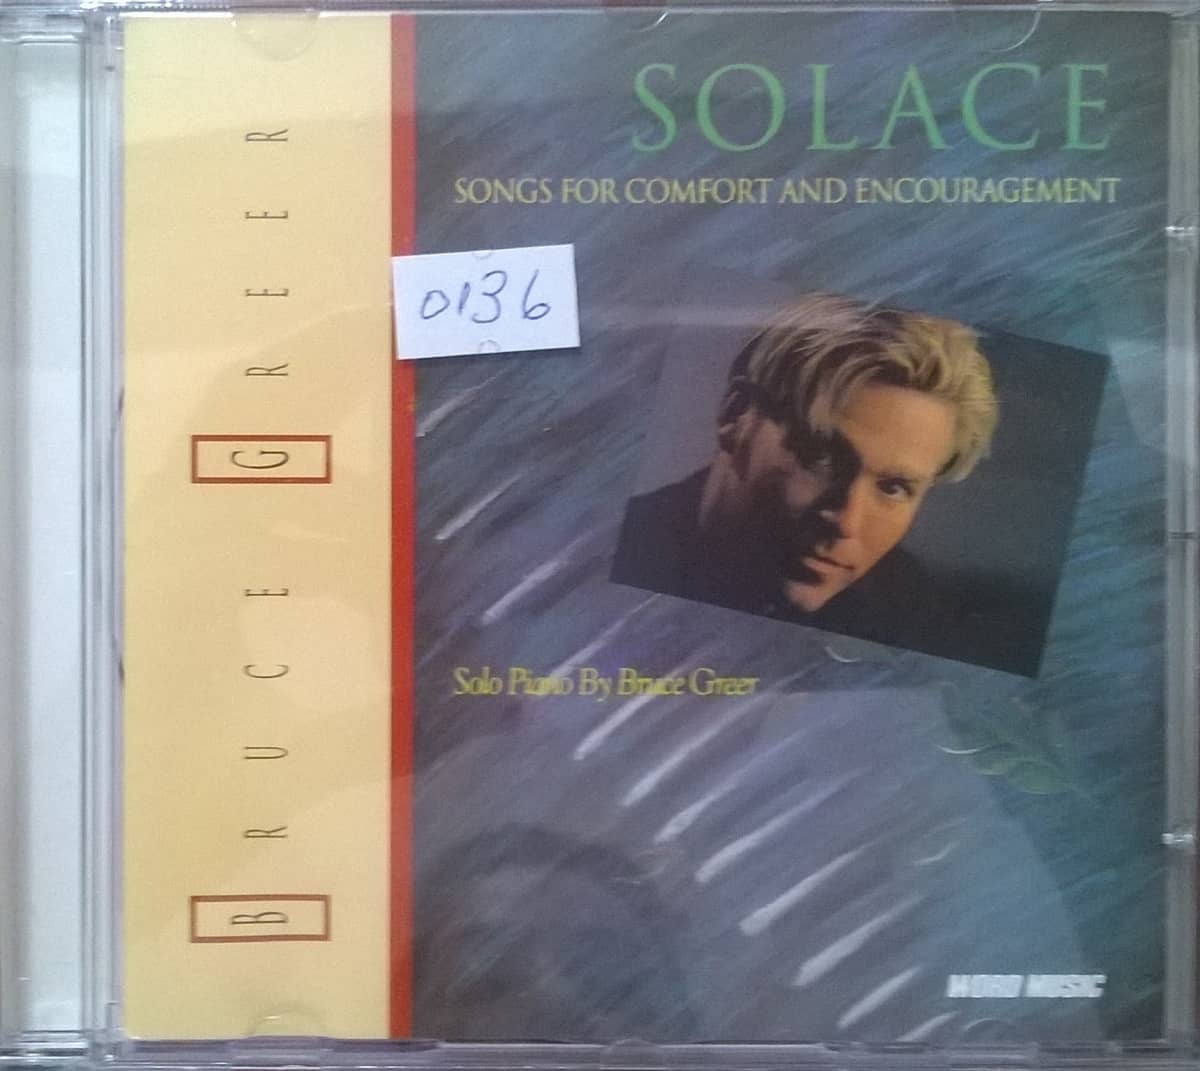 BRUCE GREER
SOLACE
SONGS FOR COMFORT AND ENCOURAGEMENT
0136
Solo Piano By Bruce Greer
WORD MUSIC